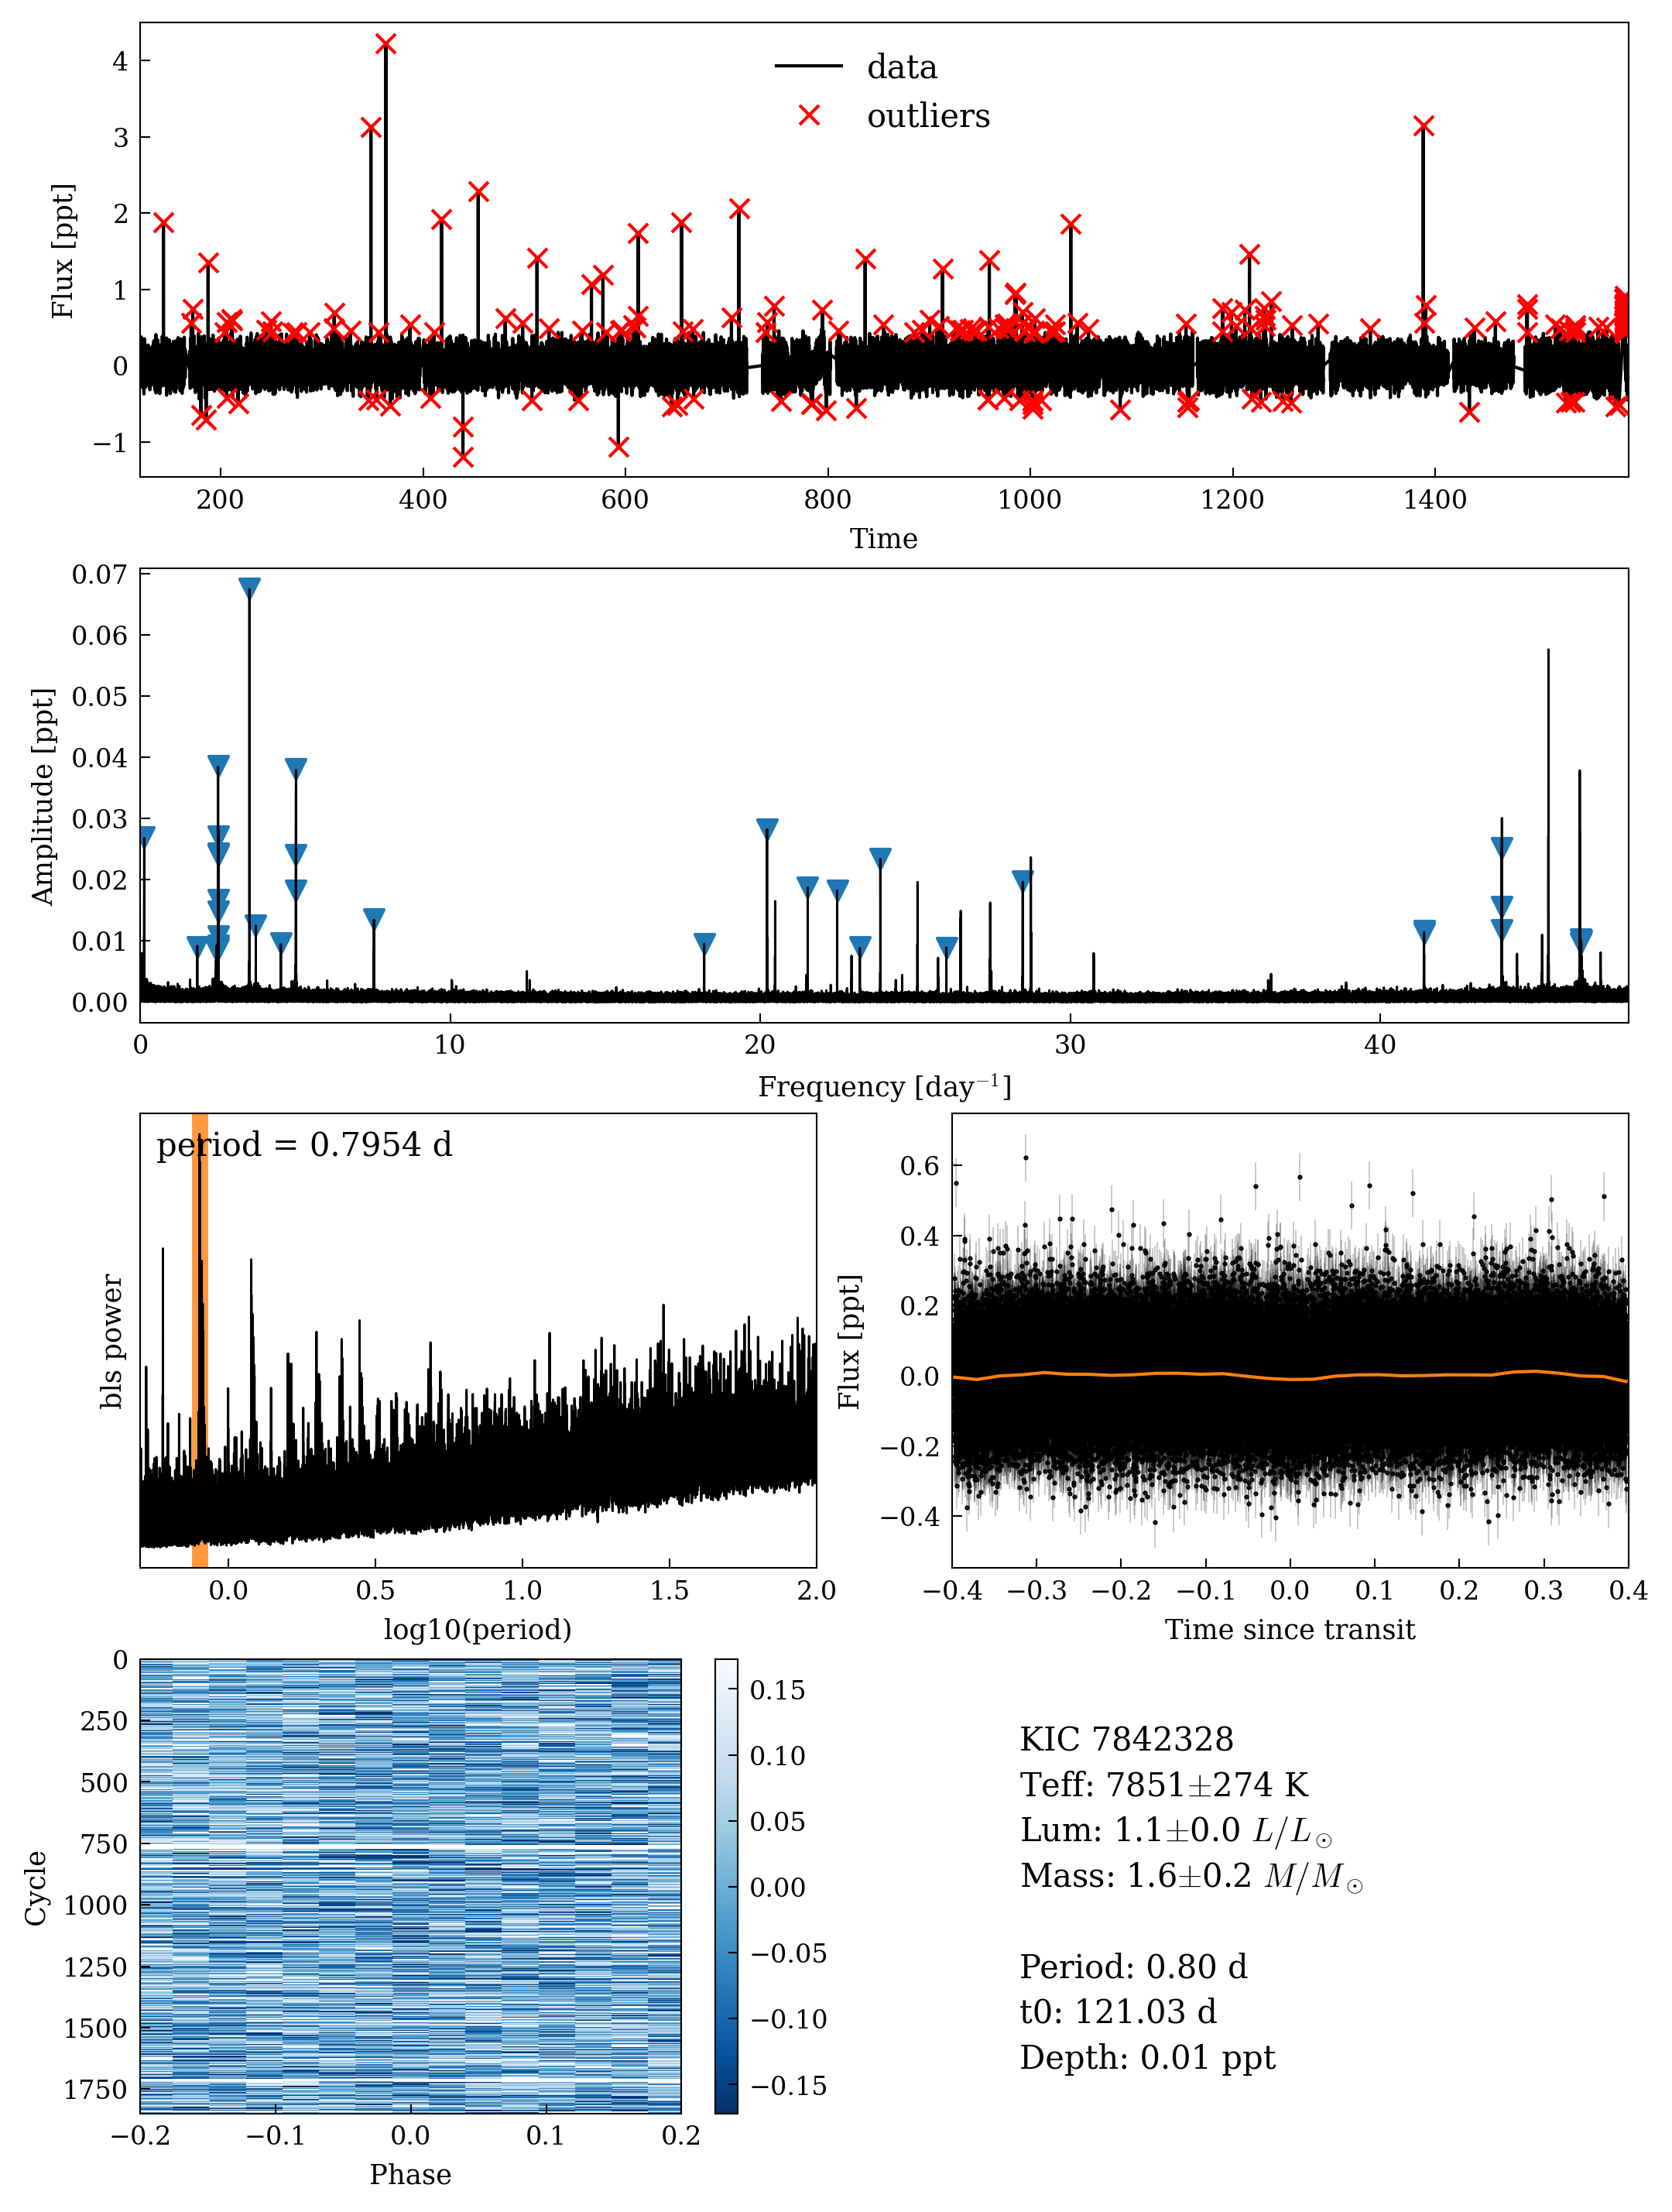 4
3
2
1
0
−1
Flux [ppt]
data
outliers
200 400 600 800 1000 1200 1400
Time
0.07
0.06
0.05
0.04
0.03
0.02
0.01
0.00
Amplitude [ppt]
0 10 20 30 40
Frequency [day⁻¹]
period = 0.7954 d
bls power
0.0 0.5 1.0 1.5 2.0
log10(period)
0.6
0.4
0.2
0.0
−0.2
−0.4
Flux [ppt]
−0.4 −0.3 −0.2 −0.1 0.0 0.1 0.2 0.3 0.4
Time since transit
0
250
500
750
1000
1250
1500
1750
Cycle
−0.2 −0.1 0.0 0.1 0.2
Phase
0.15
0.10
0.05
0.00
−0.05
−0.10
−0.15
KIC 7842328
Teff: 7851±274 K
Lum: 1.1±0.0 L/L⊙
Mass: 1.6±0.2 M/M⊙
Period: 0.80 d
t0: 121.03 d
Depth: 0.01 ppt